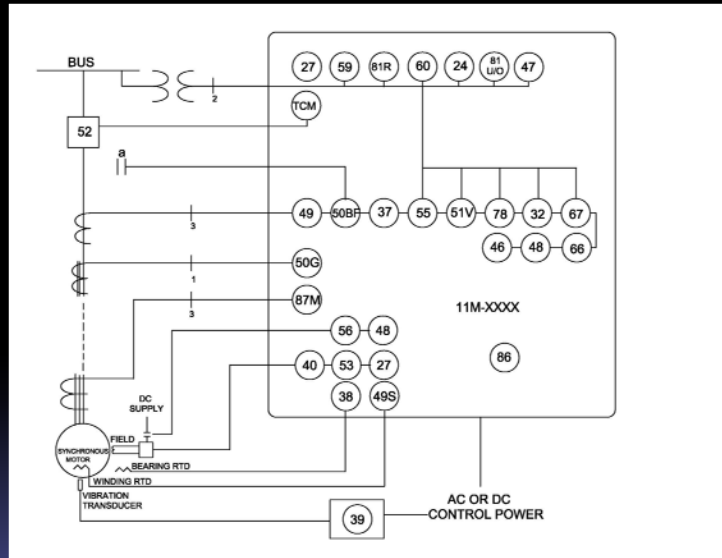 BUS
27 59 81R 60 24 81 U/O 47
2
TCM
52
a
49 50BF 37 55 51V 78 32 67
3
46 48 66
50G
1
87M
3
11M-XXXX
56 48
86
40 53 27
DC
SUPPLY
38 49S
FIELD
SYNCHRONOUS
MOTOR
BEARING RTD
WINDING RTD
VIBRATION
TRANSDUCER
AC OR DC
CONTROL POWER
39